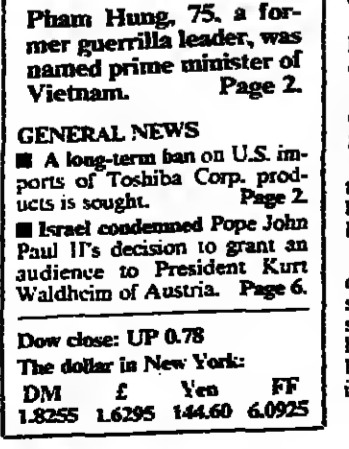 Pham Hung, 75, a for-
mer guerrilla leader, was
named prime minister of
Vietnam. Page 2.
GENERAL NEWS
■ A long-term ban on U.S. im-
ports of Toshiba Corp. prod-
ucts is sought. Page 2.
■ Israel condemned Pope John
Paul II's decision to grant an
audience to President Kurt
Waldheim of Austria. Page 6.
Dow close: UP 0.78
The dollar in New York:
DM £ Yen FF
1.8255 1.6295 144.60 6.0925